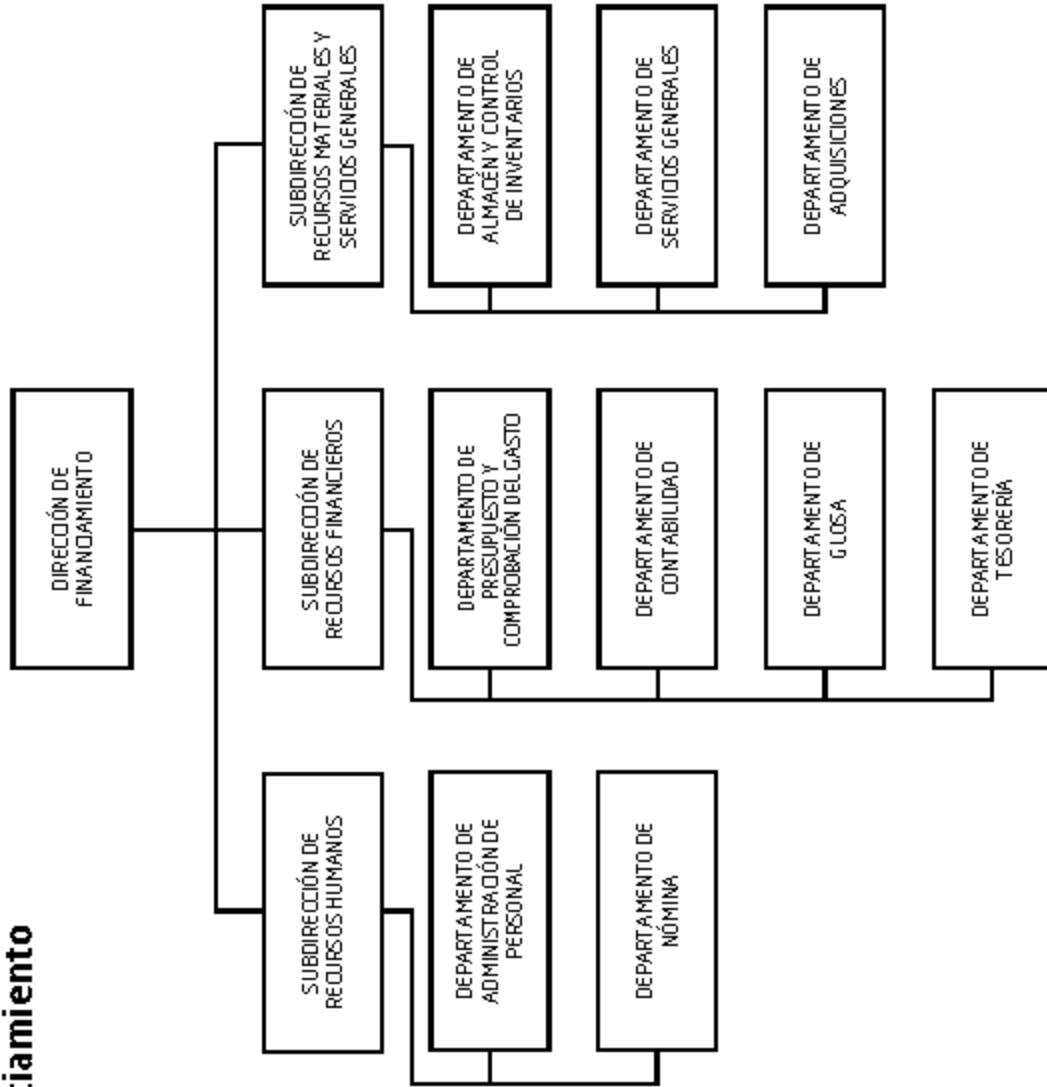 ciamiento
DIRECCIÓN DE
FINANCIAMIENTO
SUBDIRECCIÓN DE
RECURSOS HUMANOS
DEPARTAMENTO DE
ADMINISTRACIÓN DE
PERSONAL
DEPARTAMENTO DE
NÓMINA
SUBDIRECCIÓN DE
RECURSOS FINANCIEROS
DEPARTAMENTO DE
PRESUPUESTO Y
COMPROBACIÓN DEL GASTO
DEPARTAMENTO DE
CONTABILIDAD
DEPARTAMENTO DE
GLOSA
DEPARTAMENTO DE
TESORERÍA
SUBDIRECCIÓN DE
RECURSOS MATERIALES Y
SERVICIOS GENERALES
DEPARTAMENTO DE
ALMACÉN Y CONTROL
DE INVENTARIOS
DEPARTAMENTO DE
SERVICIOS GENERALES
DEPARTAMENTO DE
ADQUISICIONES